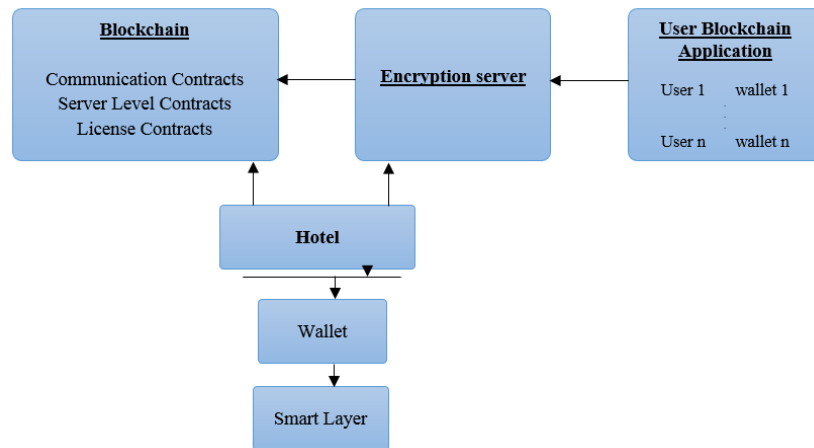 Blockchain
Communication Contracts
Server Level Contracts
License Contracts
Encryption server
User Blockchain
Application
User 1 wallet 1
User n wallet n
Hotel
Wallet
Smart Layer